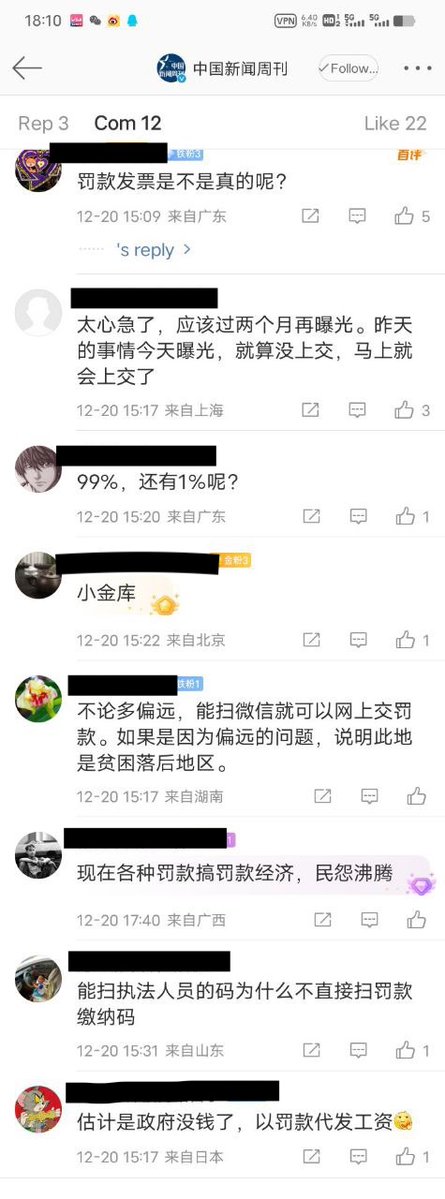 18:10
VPN 6.40 K/s HD 5G 5G
中国新闻周刊
Follow...
Rep 3 Com 12 Like 22
铁粉3
首评
罚款发票是不是真的呢？
12-20 15:09 来自广东 5
······ 's reply >
太心急了，应该过两个月再曝光。昨天
的事情今天曝光，就算没上交，马上就
会上交了
12-20 15:17 来自上海 3
99%，还有1%呢？
12-20 15:20 来自广东 1
金粉3
小金库
12-20 15:22 来自北京 1
铁粉1
不论多偏远，能扫微信就可以网上交罚
款。如果是因为偏远的问题，说明此地
是贫困落后地区。
12-20 15:17 来自湖南
现在各种罚款搞罚款经济，民怨沸腾
12-20 17:40 来自广西
能扫执法人员的码为什么不直接扫罚款
缴纳码
12-20 15:31 来自山东 1
估计是政府没钱了，以罚款代发工资
12-20 15:17 来自日本 1